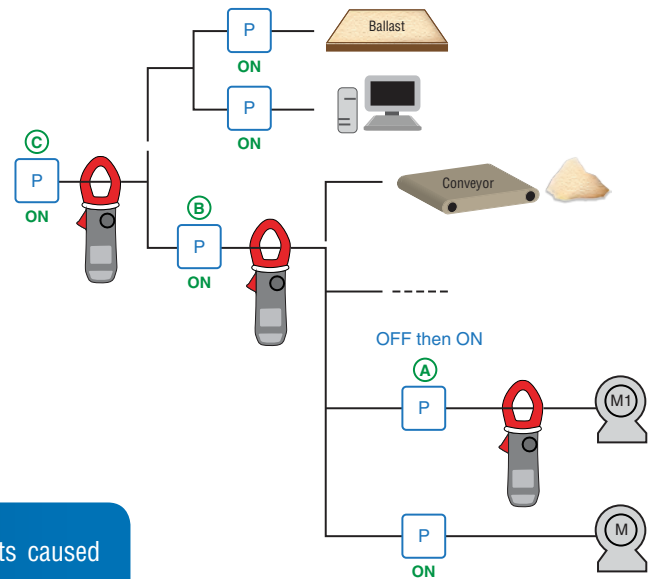 P
Ballast
ON
P
ON
C
P
ON
Conveyor
B
P
ON
OFF then ON
A
P
M1
P
M
ON
ts caused